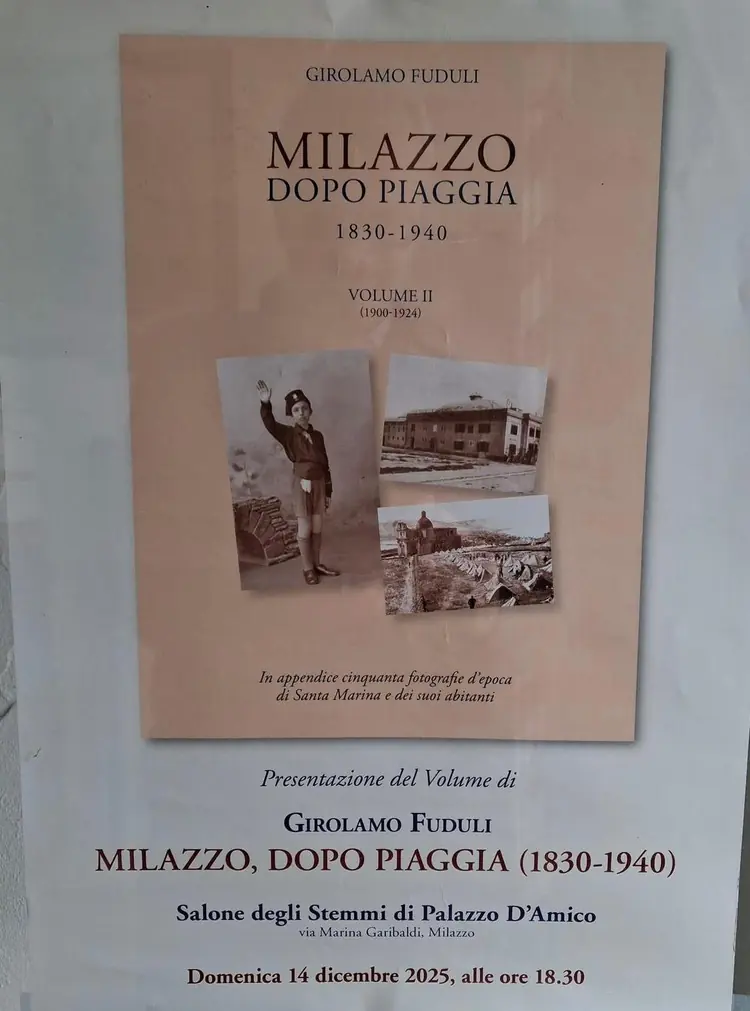 GIROLAMO FUDULI
MILAZZO
DOPO PIAGGIA
1830-1940
VOLUME II
(1900-1924)
In appendice cinquanta fotografie d'epoca
di Santa Marina e dei suoi abitanti
Presentazione del Volume di
GIROLAMO FUDULI
MILAZZO, DOPO PIAGGIA (1830-1940)
Salone degli Stemmi di Palazzo D'Amico
via Marina Garibaldi, Milazzo
Domenica 14 dicembre 2025, alle ore 18.30